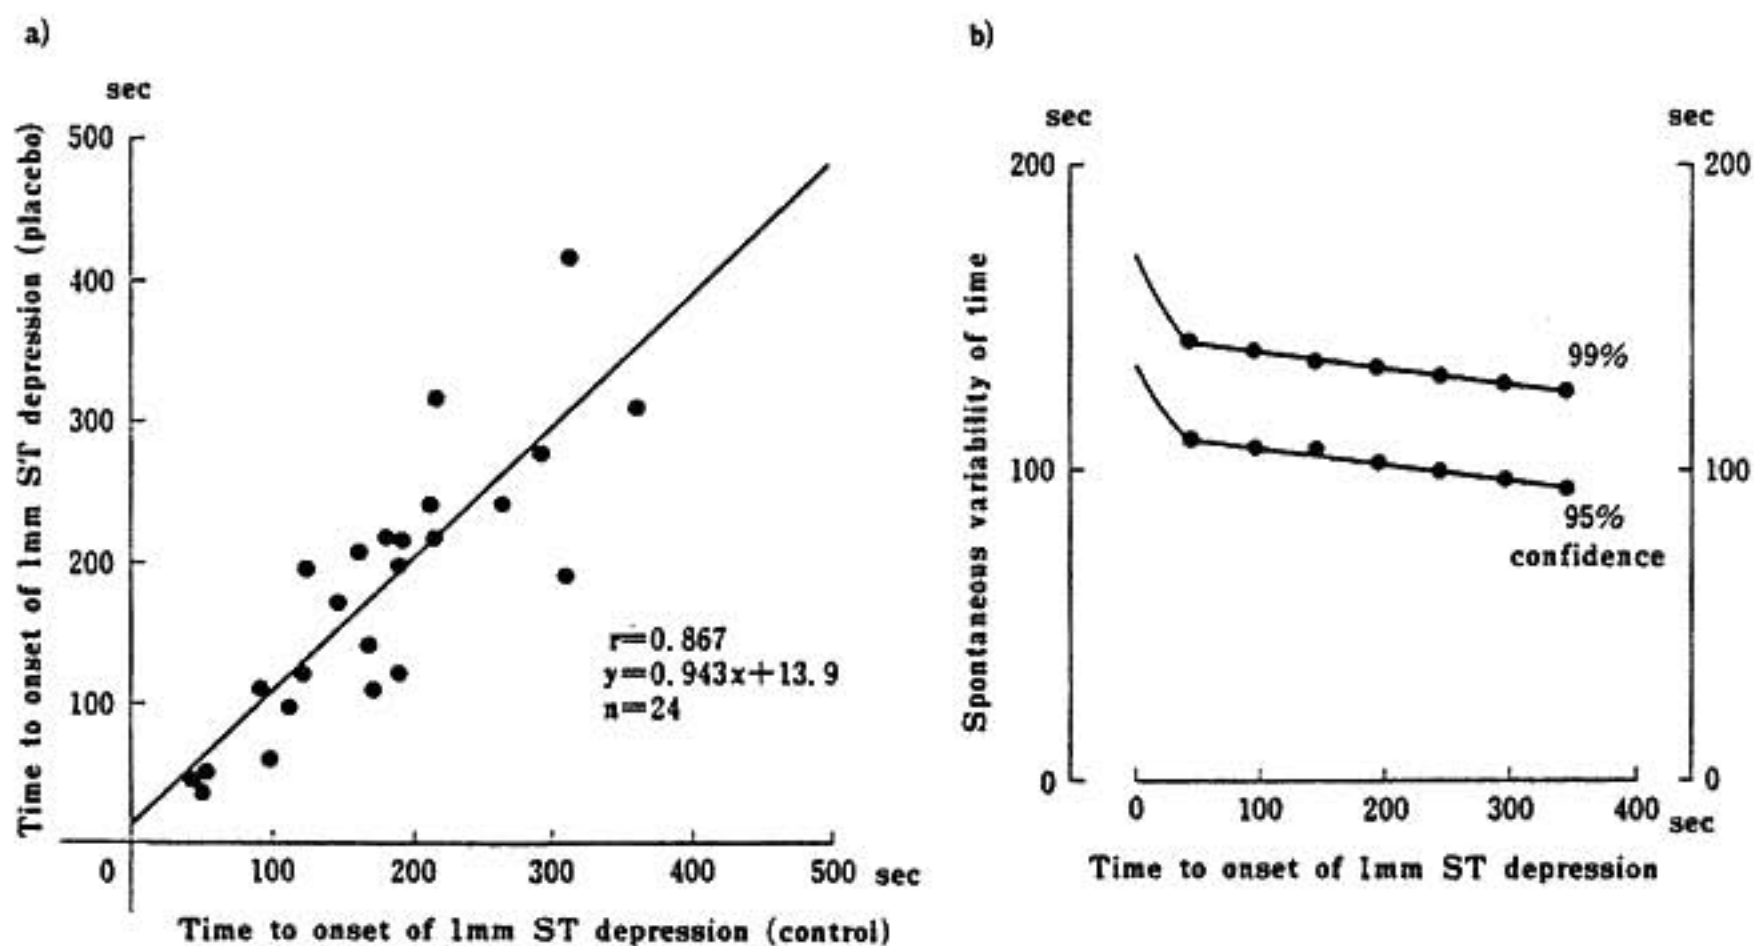 a)
sec
Time to onset of 1mm ST depression (placebo)
500
400
300
200
100
0
100
200
300
400
500
sec
r=0.867
y=0.943x+13.9
n=24
Time to onset of 1mm ST depression (control)
b)
sec
sec
Spontaneous variability of time
200
100
0
200
100
0
99%
95%
confidence
0
100
200
300
400
sec
Time to onset of 1mm ST depression